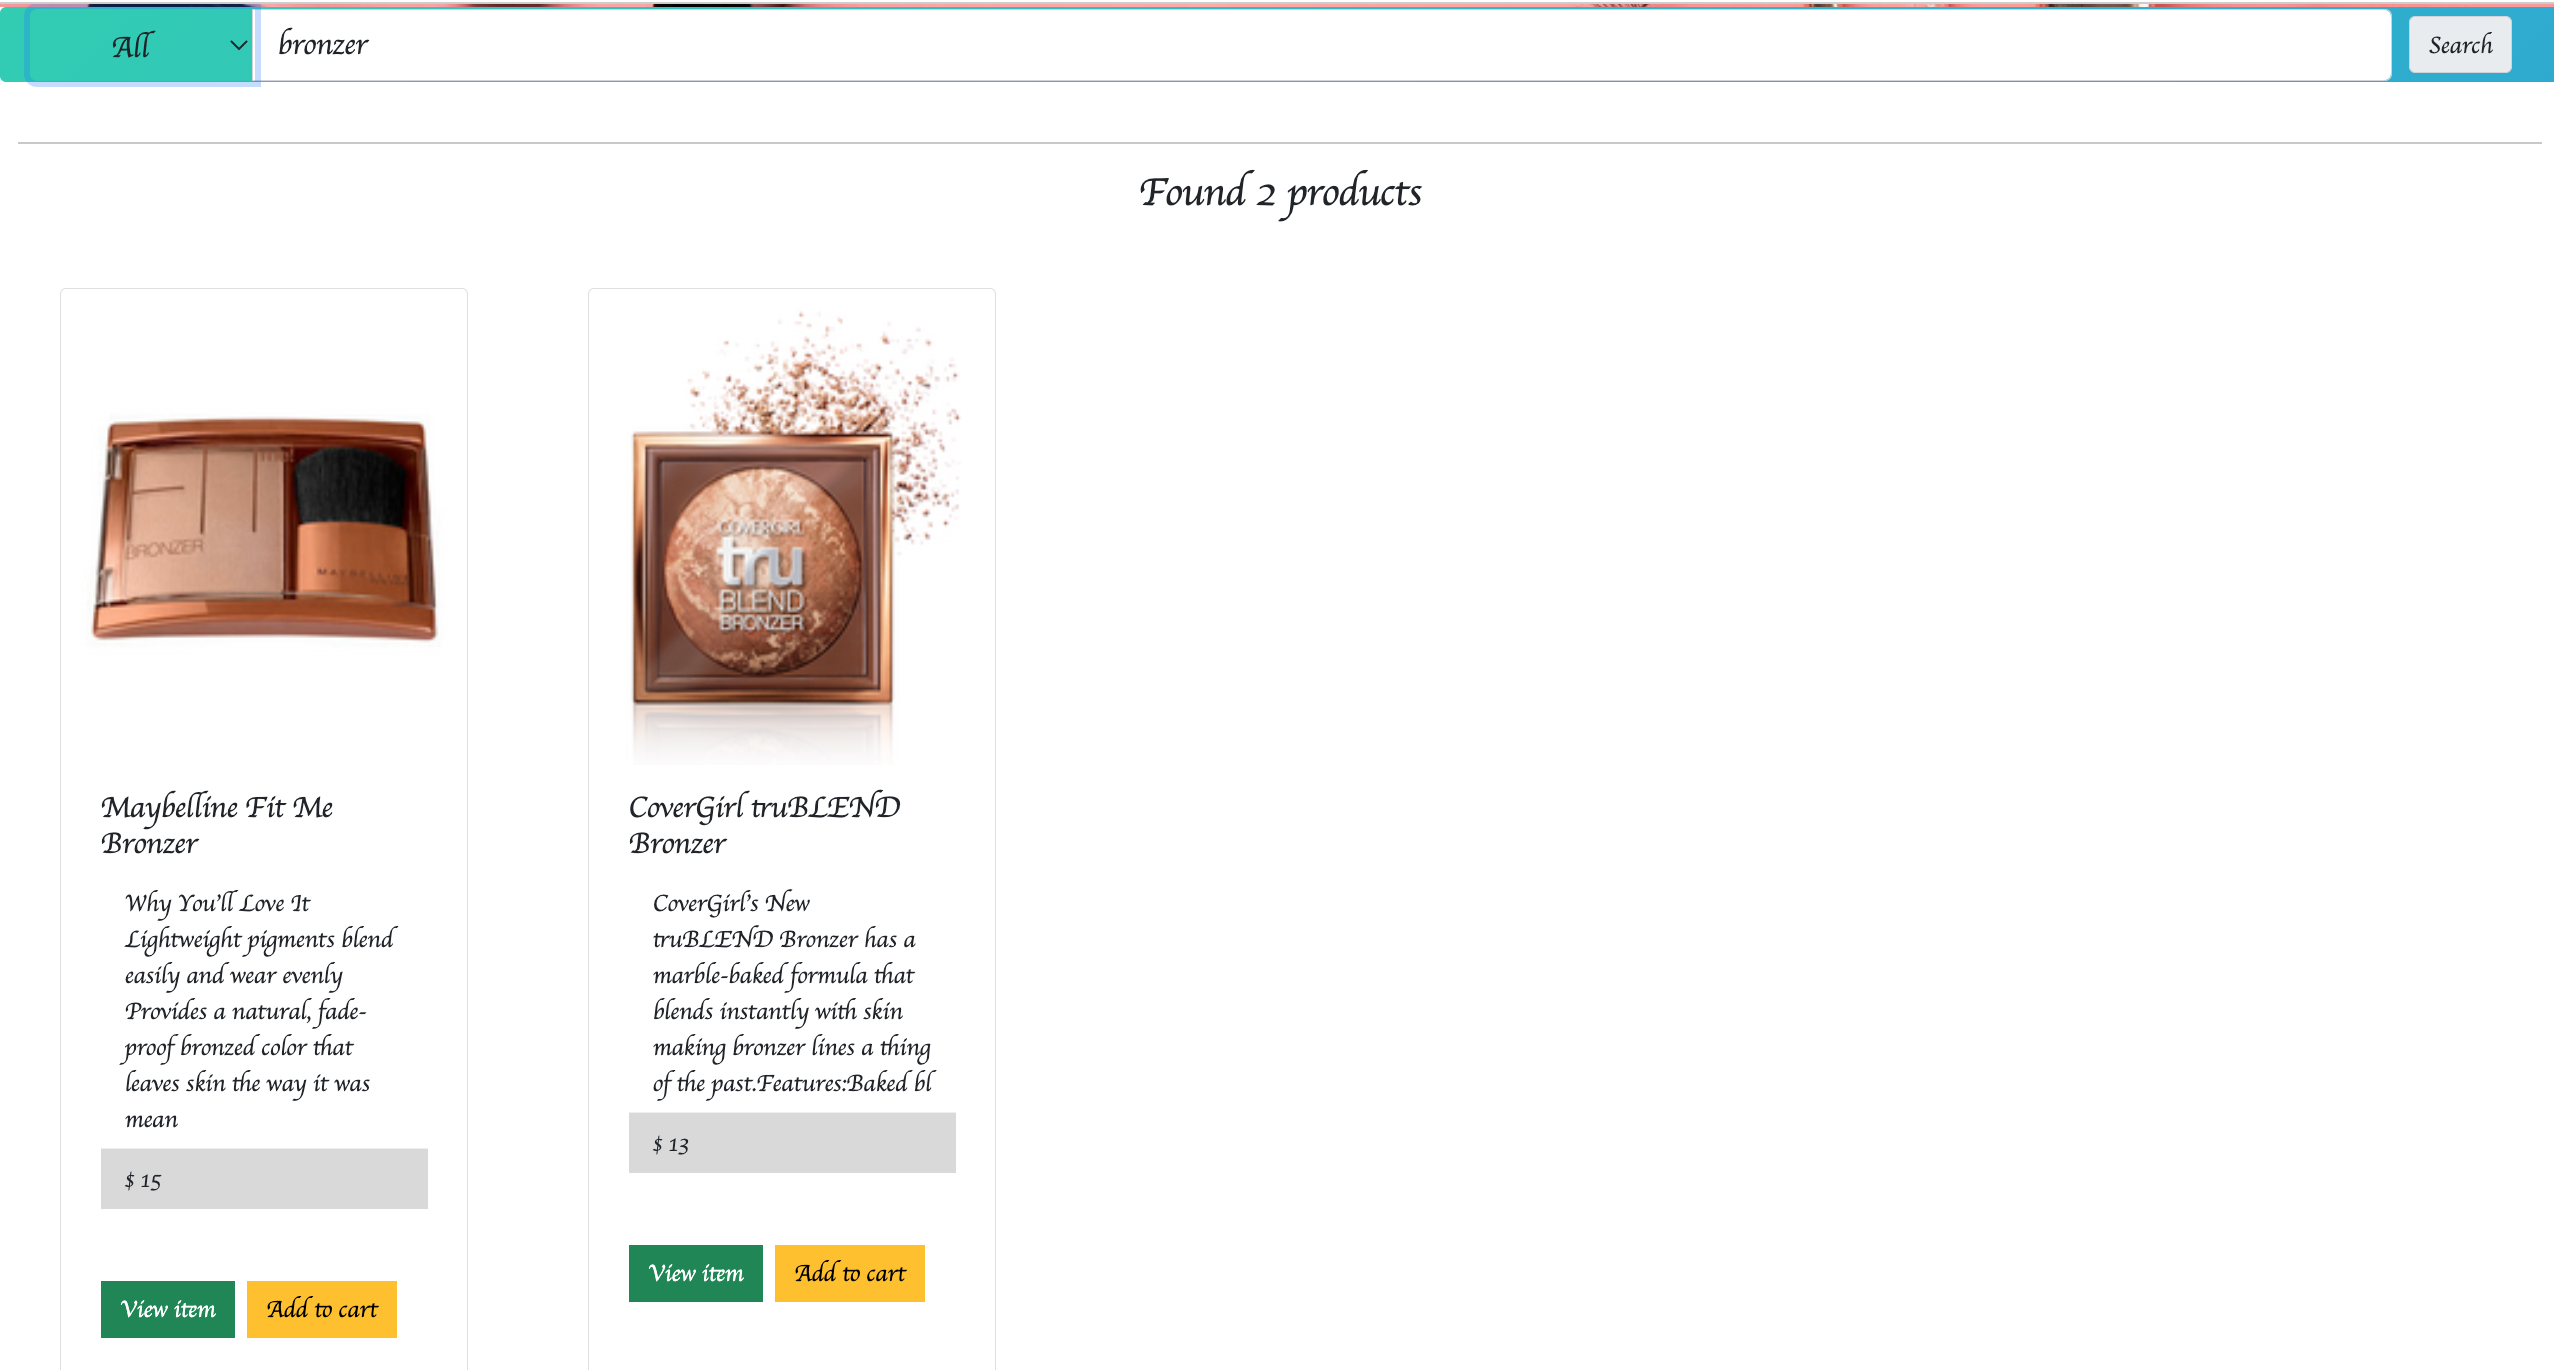 All
bronzer
Search
Found 2 products
BRONZER
MAYBELLINE
COVERGIRL
tru
BLEND
BRONZER
Maybelline Fit Me
Bronzer
Why You'll Love It
Lightweight pigments blend
easily and wear evenly
Provides a natural, fade-
proof bronzed color that
leaves skin the way it was
mean
$ 15
View item
Add to cart
CoverGirl truBLEND
Bronzer
CoverGirl's New
truBLEND Bronzer has a
marble-baked formula that
blends instantly with skin
making bronzer lines a thing
of the past.Features:Baked bl
$ 13
View item
Add to cart